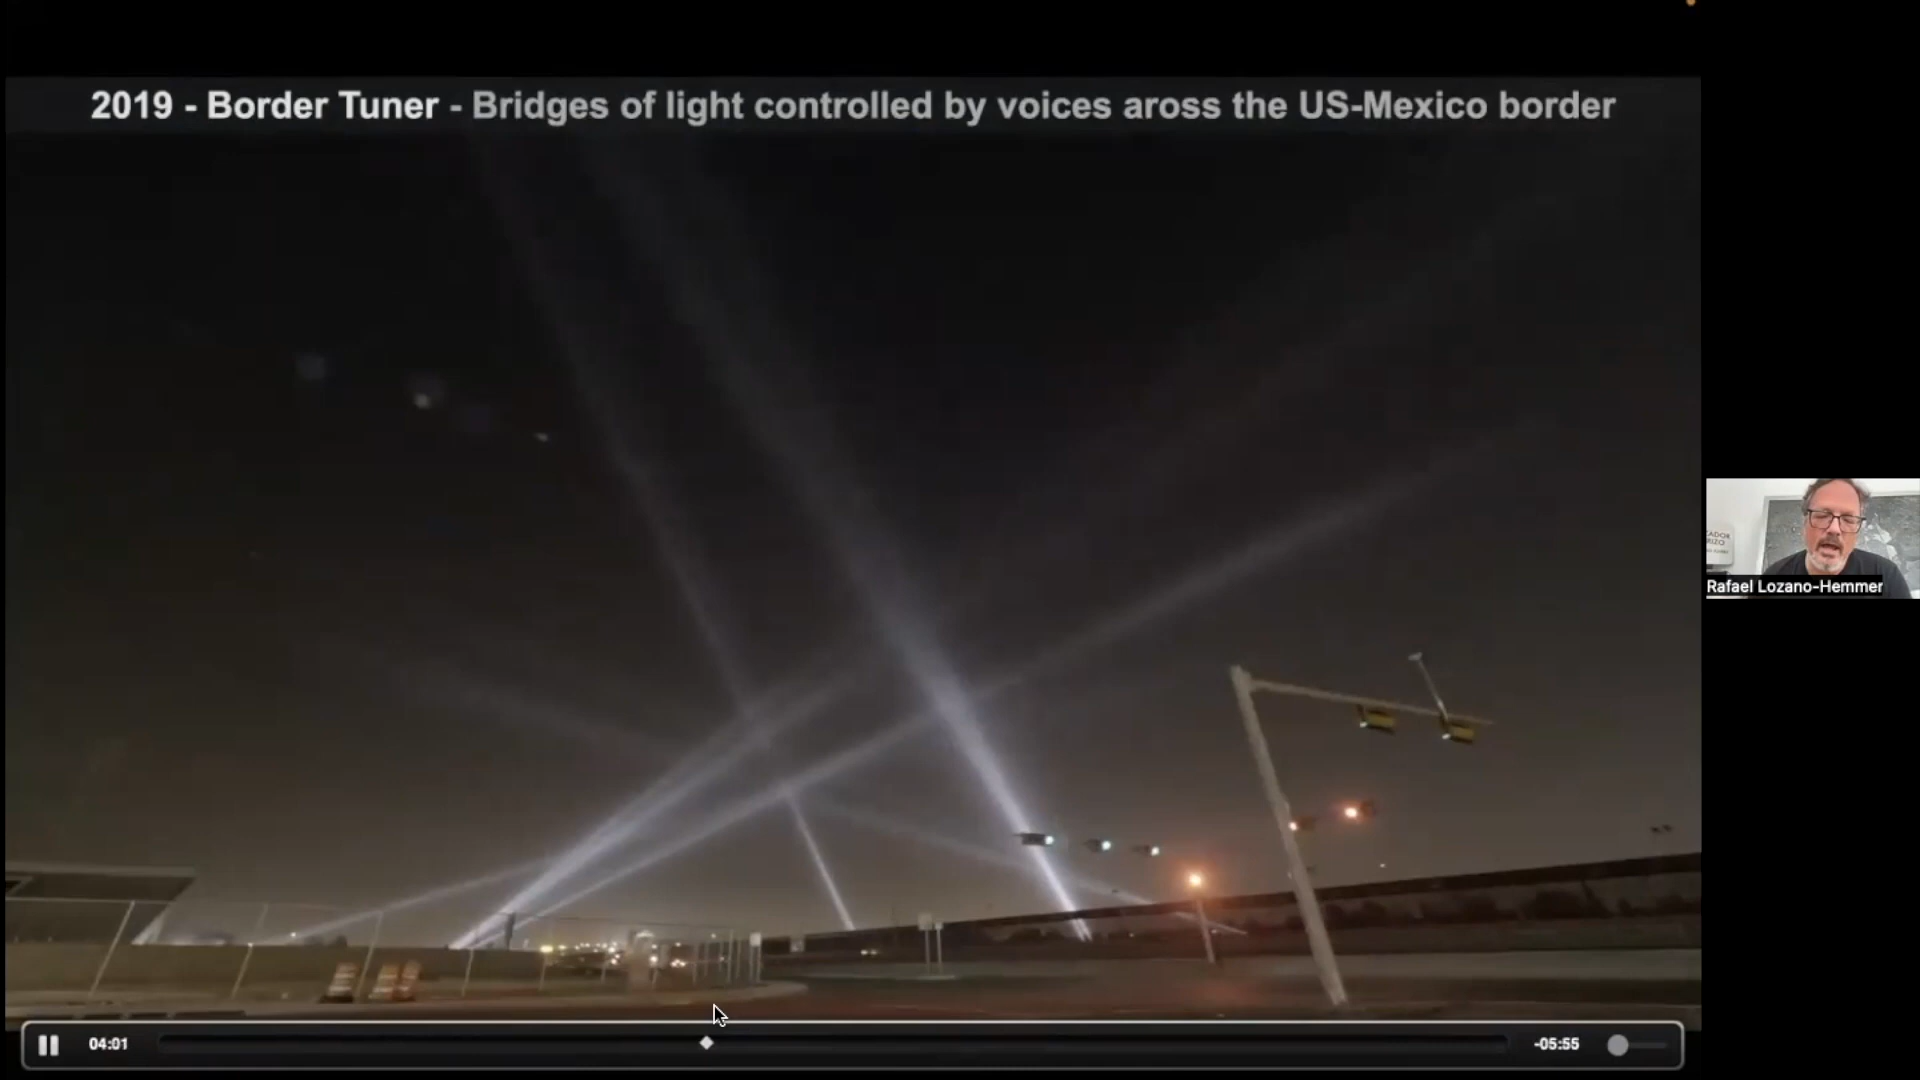 2019 - Border Tuner - Bridges of light controlled by voices aross the US-Mexico border
Rafael Lozano-Hemmer
04:01
-05:55